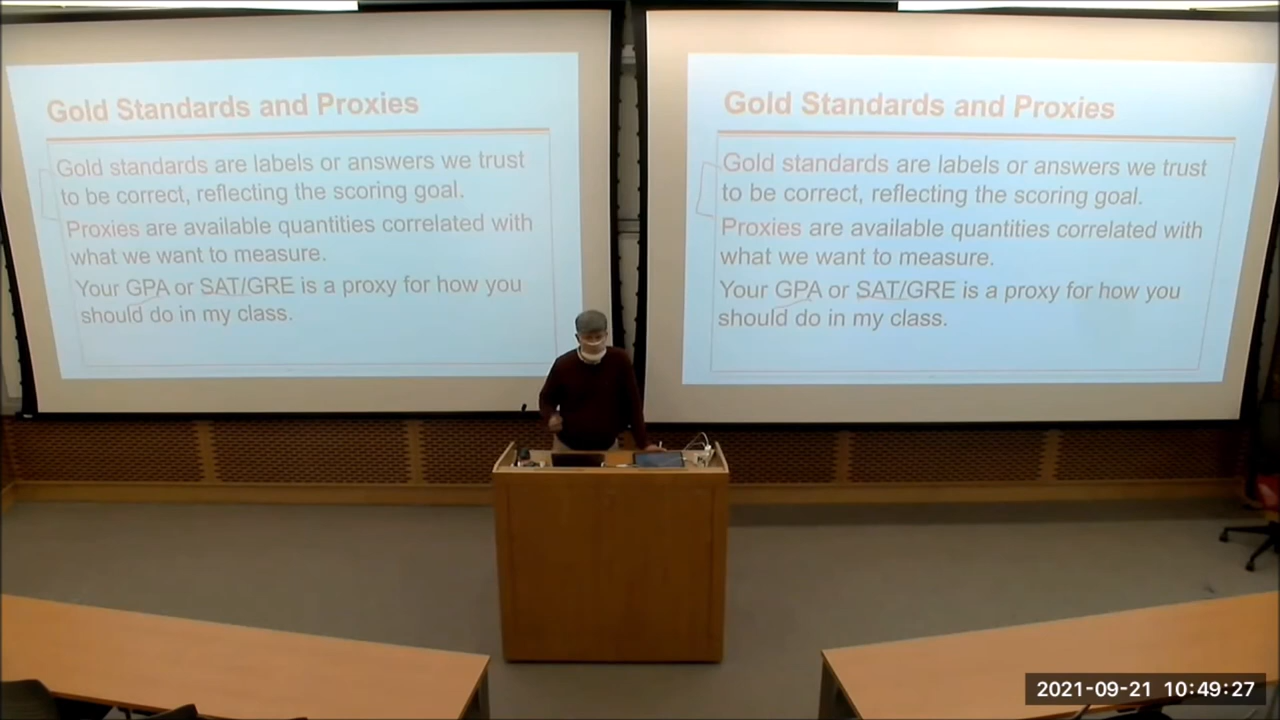 Gold Standards and Proxies
Gold standards are labels or answers we trust
to be correct, reflecting the scoring goal.
Proxies are available quantities correlated with
what we want to measure.
Your GPA or SAT/GRE is a proxy for how you
should do in my class.
Gold Standards and Proxies
Gold standards are labels or answers we trust
to be correct, reflecting the scoring goal.
Proxies are available quantities correlated with
what we want to measure.
Your GPA or SAT/GRE is a proxy for how you
should do in my class.
2021-09-21 10:49:27